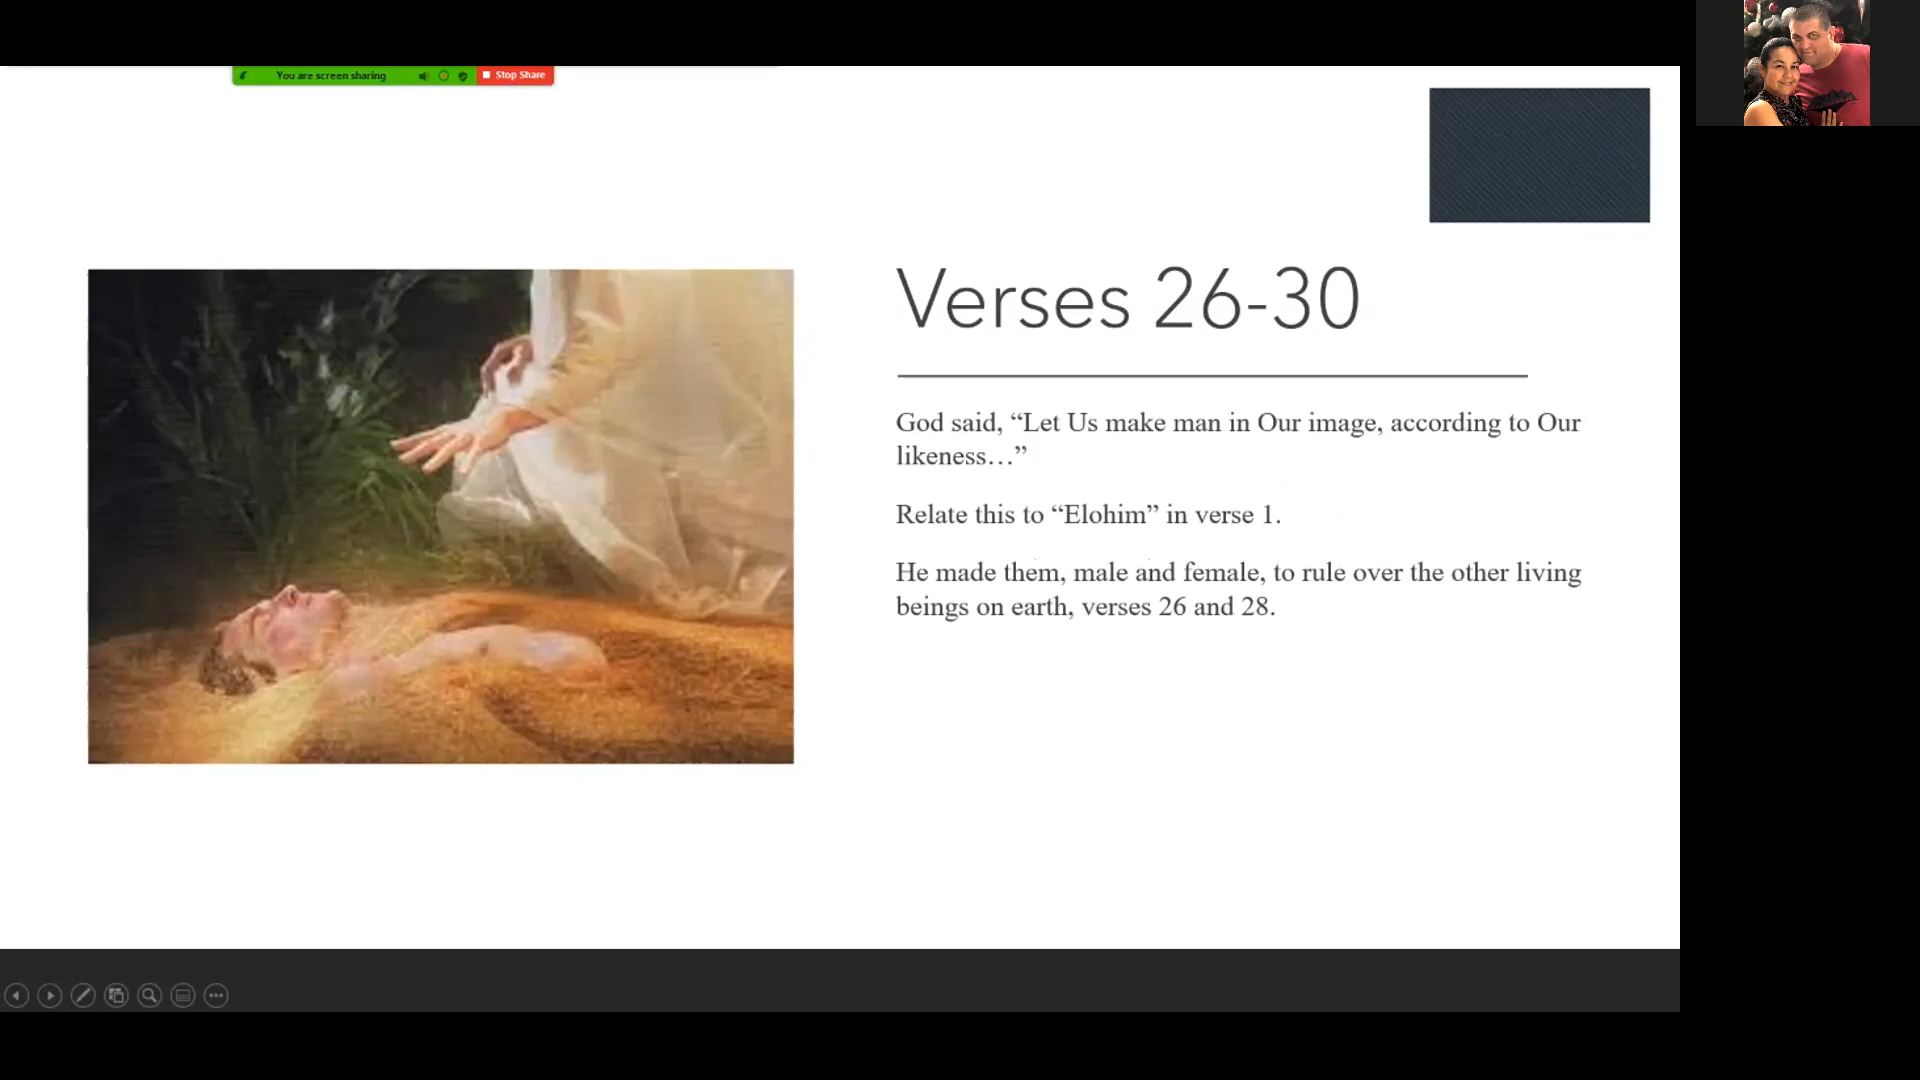 You are screen sharing
Stop Share
Verses 26-30
God said, “Let Us make man in Our image, according to Our
likeness…”
Relate this to “Elohim” in verse 1.
He made them, male and female, to rule over the other living
beings on earth, verses 26 and 28.